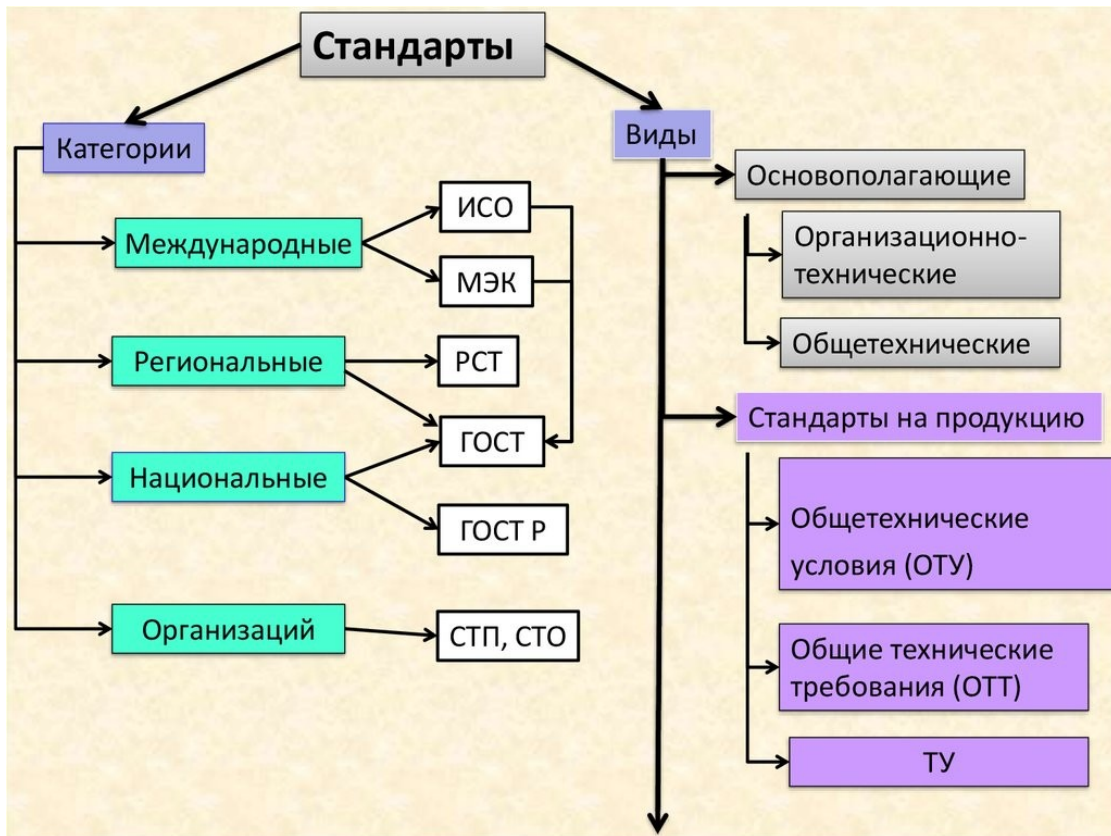 Стандарты
Категории
Международные
ИСО
МЭК
Региональные
РСТ
ГОСТ
Национальные
ГОСТ Р
Организаций
СТП, СТО
Виды
Основополагающие
Организационно-
технические
Общетехнические
Стандарты на продукцию
Общетехнические
условия (ОТУ)
Общие технические
требования (ОТТ)
ТУ